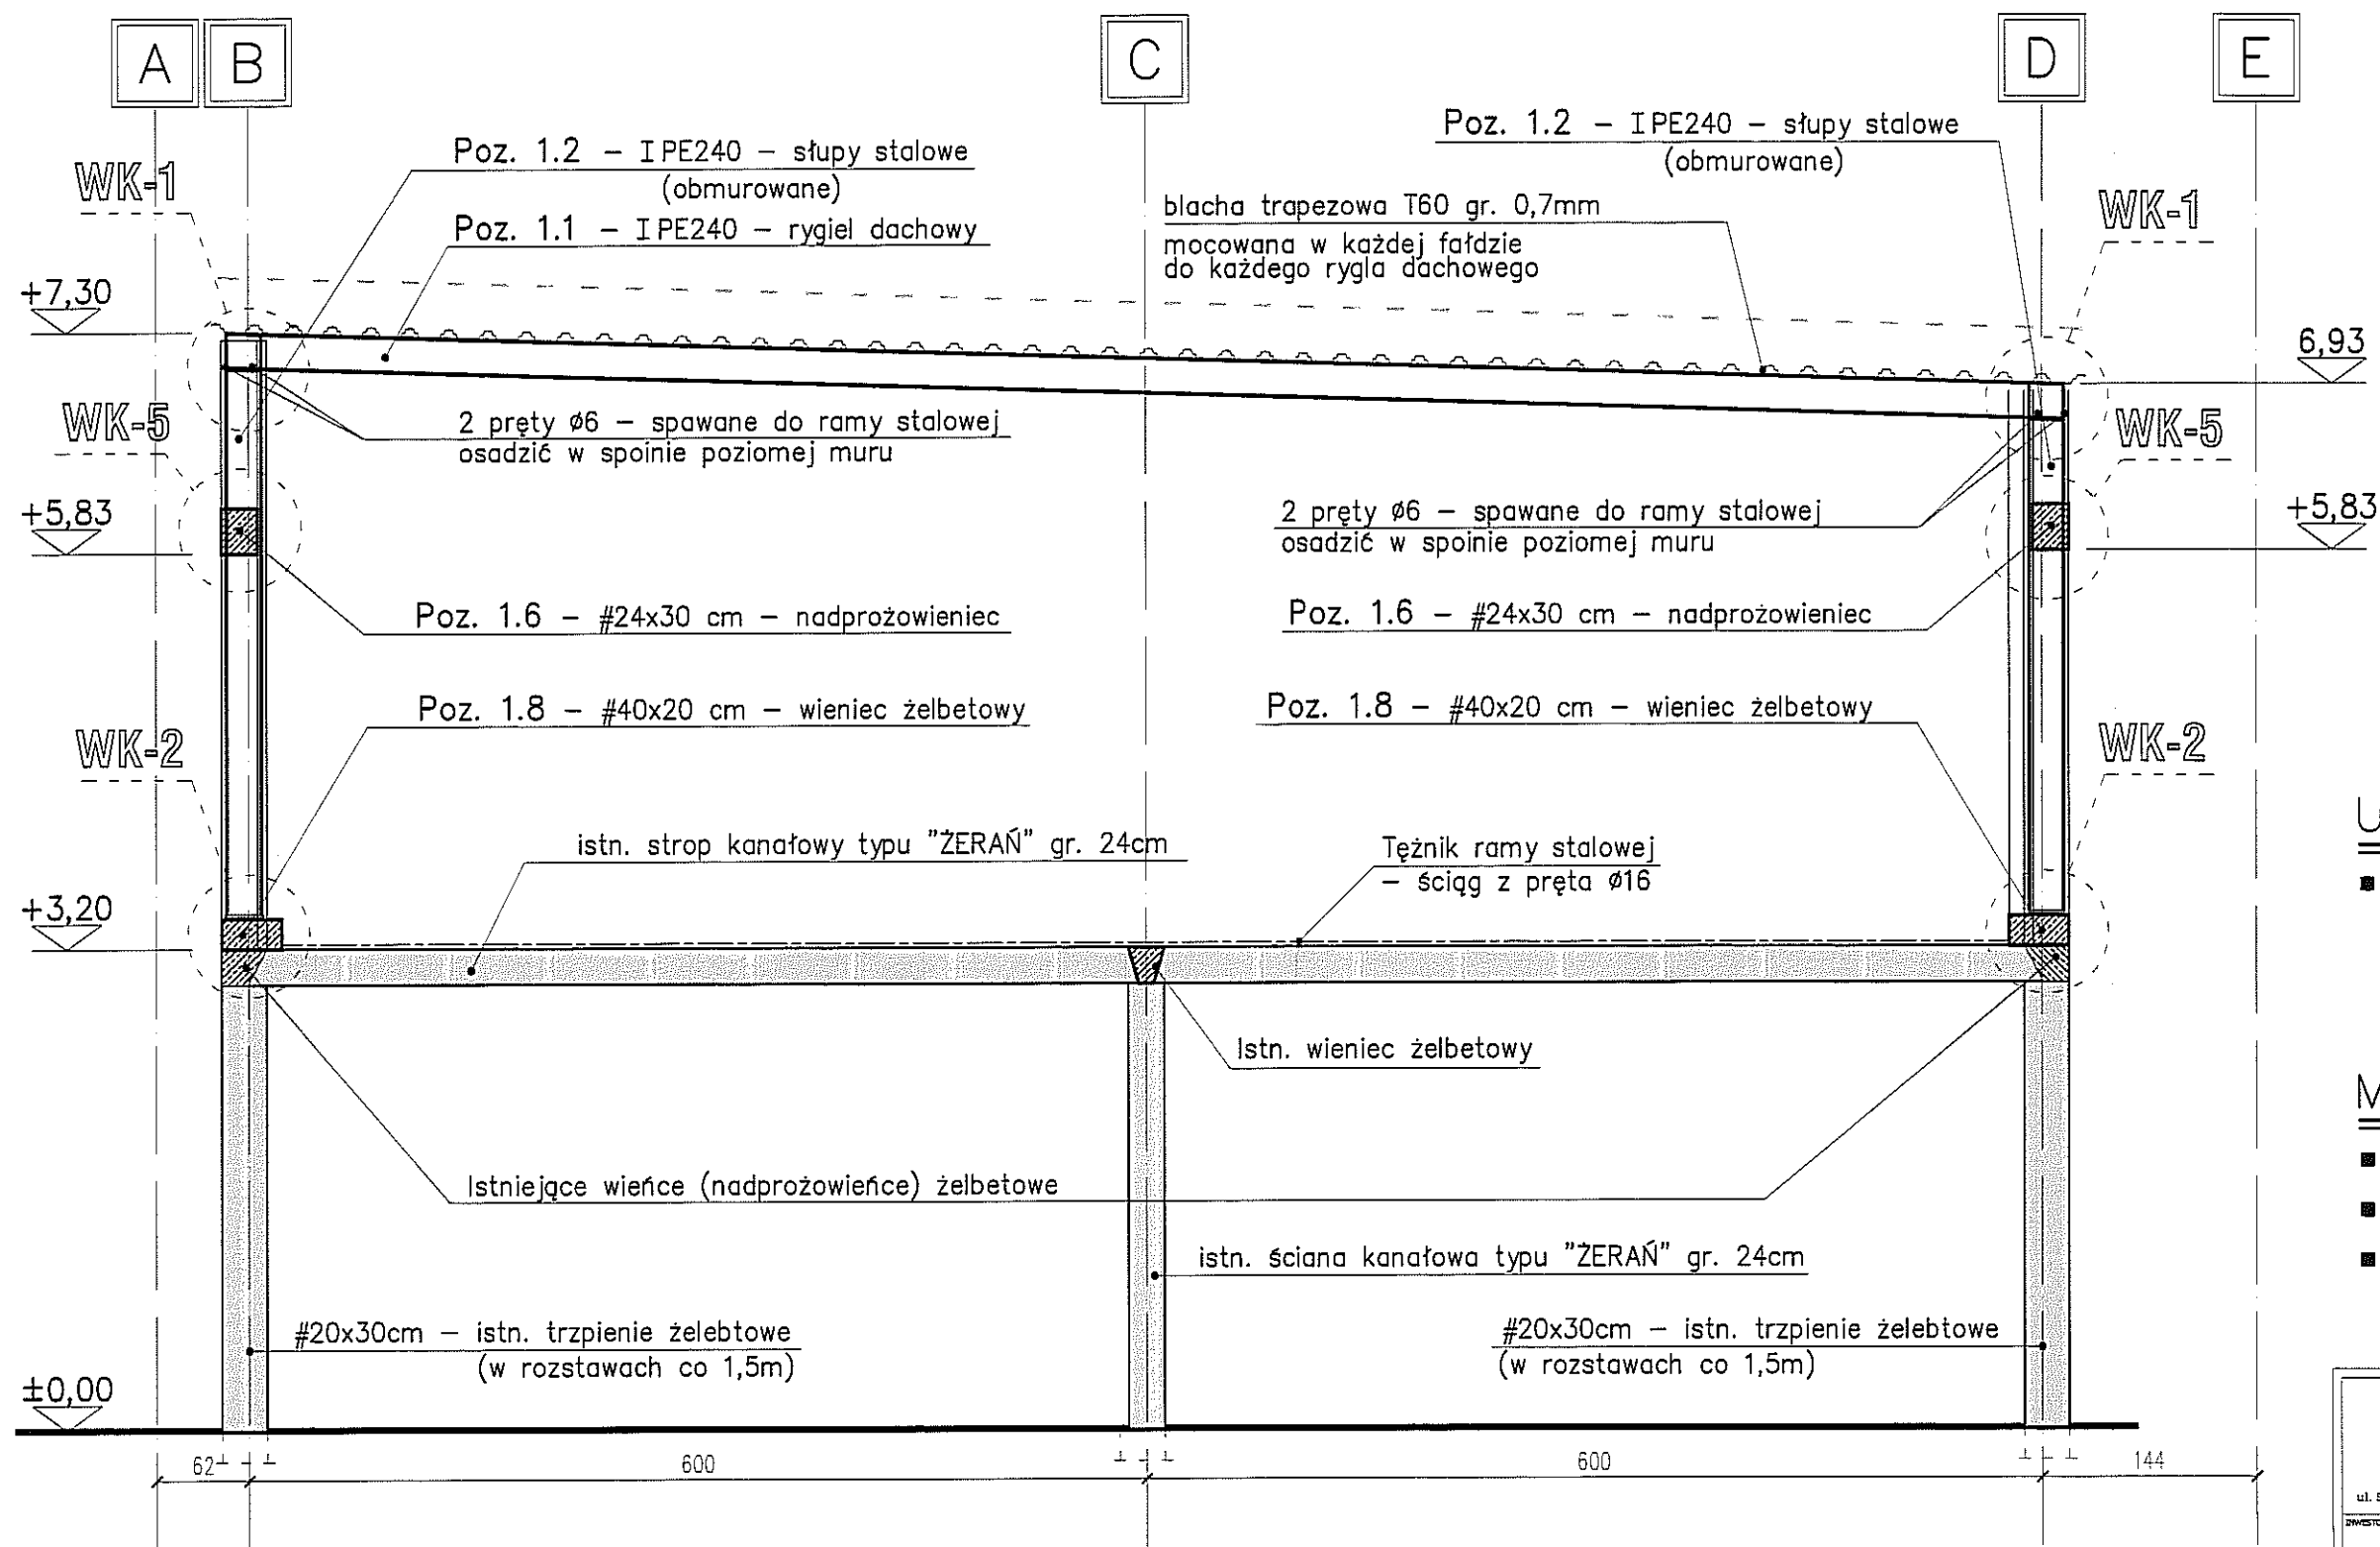 A B C D E
Poz. 1.2 – IPE240 – słupy stalowe
(obmurowane)
Poz. 1.2 – IPE240 – słupy stalowe
(obmurowane)
WK-1
WK-1
Poz. 1.1 – IPE240 – rygiel dachowy
blacha trapezowa T60 gr. 0,7mm
mocowana w każdej fałdzie
do każdego rygla dachowego
+7,30
6,93
WK-5
WK-5
2 pręty ø6 – spawane do ramy stalowej
osadzić w spoinie poziomej muru
+5,83
+5,83
2 pręty ø6 – spawane do ramy stalowej
osadzić w spoinie poziomej muru
Poz. 1.6 – #24x30 cm – nadprożowieniec
Poz. 1.6 – #24x30 cm – nadprożowieniec
Poz. 1.8 – #40x20 cm – wieniec żelbetowy
Poz. 1.8 – #40x20 cm – wieniec żelbetowy
WK-2
WK-2
istn. strop kanałowy typu "ŻERAŃ" gr. 24cm
Tężnik ramy stalowej
– ściąg z pręta ø16
+3,20
Istn. wieniec żelbetowy
Istniejące wieńce (nadprożowieńce) żelbetowe
istn. ściana kanałowa typu "ŻERAŃ" gr. 24cm
#20x30cm – istn. trzpienie żelebtowe
(w rozstawach co 1,5m)
#20x30cm – istn. trzpienie żelebtowe
(w rozstawach co 1,5m)
±0,00
62 600 600 144
ul.